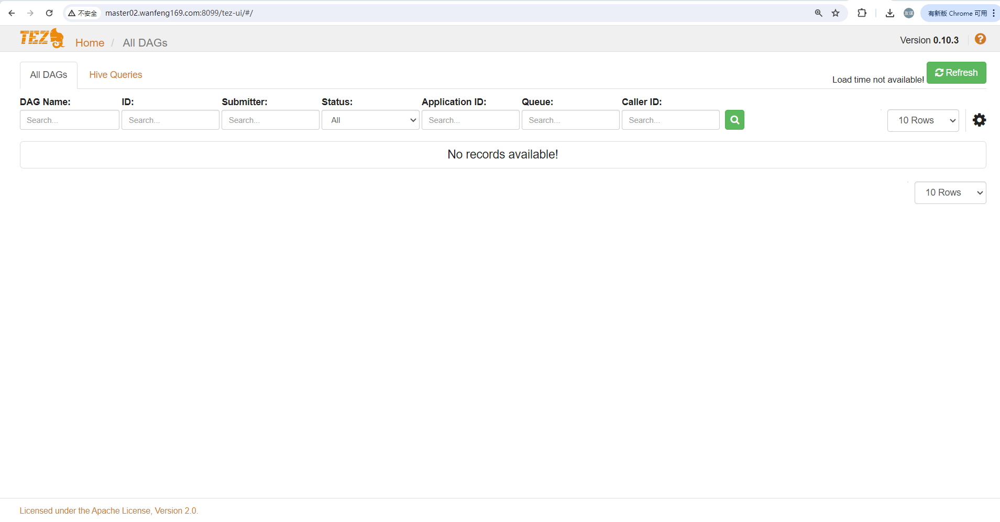 不安全 master02.wanfeng169.com:8099/tez-ui/#/ 友谋 有新版 Chrome 可用
TEZ Home / All DAGs Version 0.10.3 ?
All DAGs Hive Queries Load time not available! Refresh
DAG Name: ID: Submitter: Status: Application ID: Queue: Caller ID:
Search... Search... Search... All Search... Search... Search... 10 Rows
No records available!
10 Rows
Licensed under the Apache License, Version 2.0.